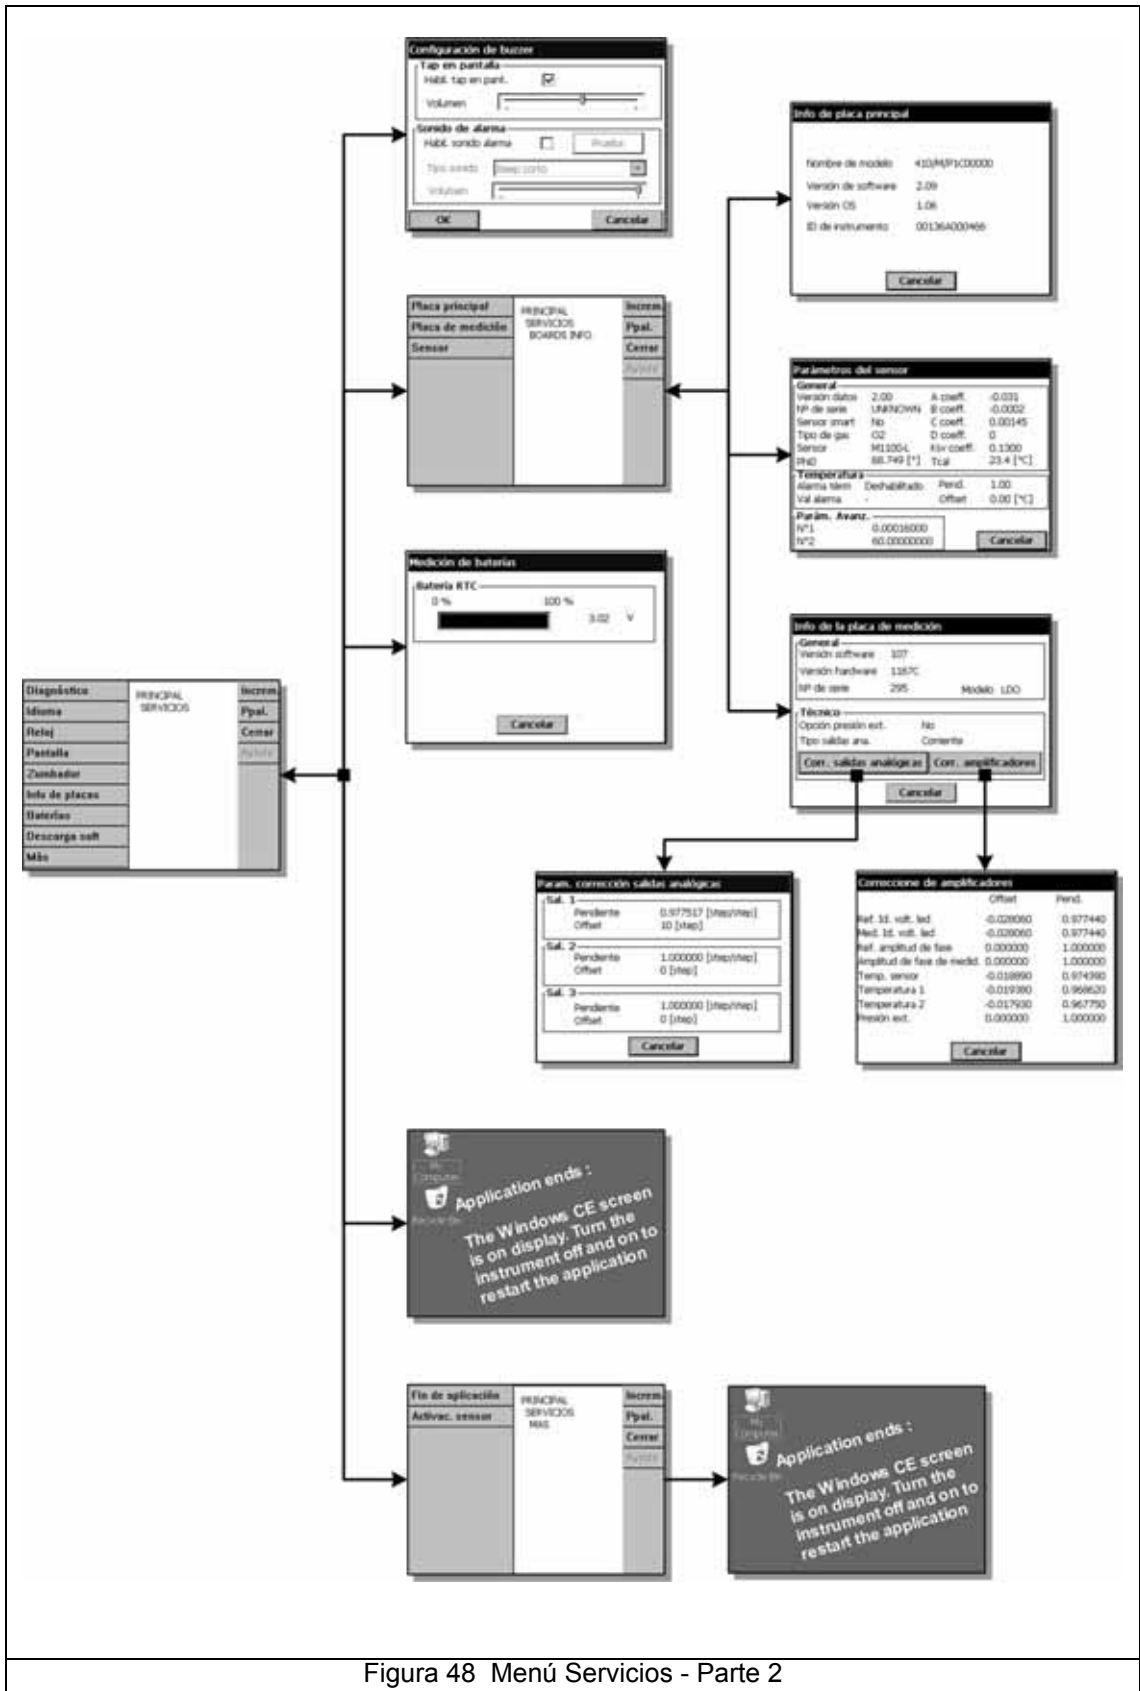 Configuración de buzzer
Tap en pantalla
Habil. tap en pant.
Volumen
Sonido de alarma
Habil. sonido alarma
Prueba
Tipo sonido Beep corto
Volumen
OK Cancelar
Info de placa principal
Nombre de modelo 410/M/P1C00000
Versión de software 2.09
Versión OS 1.06
ID de instrumento 00136A000466
Cancelar
Placa principal
Placa de medición
Sensor
PRINCIPAL
SERVICIOS
BOARDS INFO
Increm.
Ppal.
Cerrar
Ayuda
Parámetros del sensor
General
Versión datos 2.00 A coeff. -0.031
Nº de serie UNKNOWN B coeff. -0.0002
Sensor smart No C coeff. 0.00145
Tipo de gas O2 D coeff. 0
Sensor M1100-L Ksv coeff. 0.1300
PH0 68.749 [°] Tcal 23.4 [°C]
Temperatura
Alarma térm Deshabilitado Pend. 1.00
Val alarma - Offset 0.00 [°C]
Parám. Avanz.
N°1 0.00016000
N°2 60.00000000
Cancelar
Medición de baterías
Batería RTC
0 % 100 %
3.02 V
Cancelar
Info de la placa de medición
General
Versión software 107
Versión hardware 1167C
Nº de serie 295 Modelo LDO
Técnico
Opción presión ext. No
Tipo salidas ana. Corriente
Corr. salidas analógicas Corr. amplificadores
Cancelar
Diagnóstico
Idioma
Reloj
Pantalla
Zumbador
Info de placas
Baterías
Descarga soft
Más
PRINCIPAL
SERVICIOS
Increm.
Ppal.
Cerrar
Ayuda
Param. corrección salidas analógicas
Sal. 1
Pendiente 0.977517 [step/step]
Offset 10 [step]
Sal. 2
Pendiente 1.000000 [step/step]
Offset 0 [step]
Sal. 3
Pendiente 1.000000 [step/step]
Offset 0 [step]
Cancelar
Correccione de amplificadores
Offset Pend.
Ref. Id. volt. led -0.028060 0.977440
Med. Id. volt. led -0.028060 0.977440
Ref. amplitud de fase 0.000000 1.000000
Amplitud de fase de medid. 0.000000 1.000000
Temp. sensor -0.018890 0.974390
Temperatura 1 -0.019380 0.968620
Temperatura 2 -0.017930 0.967750
Presión ext. 0.000000 1.000000
Cancelar
My
Computer
Recycle Bin
Application ends :
The Windows CE screen
is on display. Turn the
instrument off and on to
restart the application
Fin de aplicación
Activac. sensor
PRINCIPAL
SERVICIOS
MAS
Increm.
Ppal.
Cerrar
Ayuda
My
Computer
Recycle Bin
Application ends :
The Windows CE screen
is on display. Turn the
instrument off and on to
restart the application
Figura 48 Menú Servicios - Parte 2